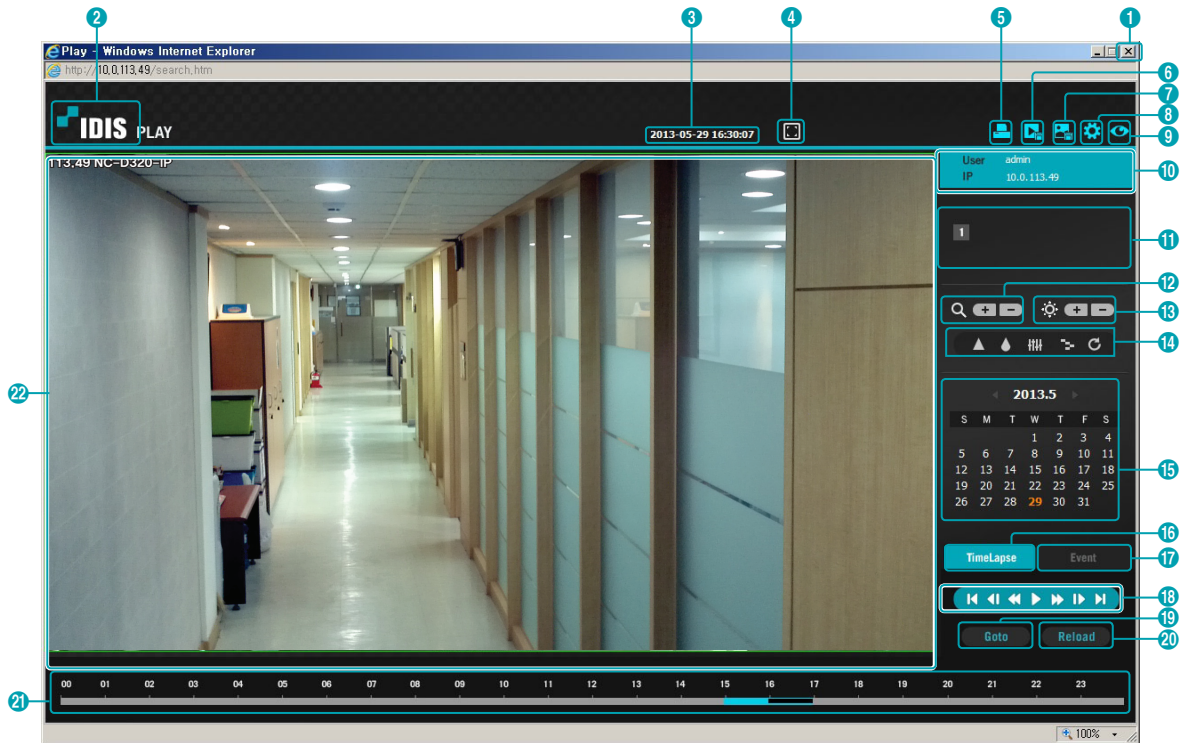 2 3 4 5 1
Play - Windows Internet Explorer
http://10,0,113,49/search,htm
6
7
8
9
IDIS PLAY
2013-05-29 16:30:07
113,49 NC-D320-IP
User admin
IP 10.0.113.49
10
1
11
12
13
14
22
2013.5
S M T W T F S
1 2 3 4
5 6 7 8 9 10 11
12 13 14 15 16 17 18
19 20 21 22 23 24 25
26 27 28 29 30 31
15
16
TimeLapse Event
17
18
19
Goto Reload
20
00 01 02 03 04 05 06 07 08 09 10 11 12 13 14 15 16 17 18 19 20 21 22 23
21
100%